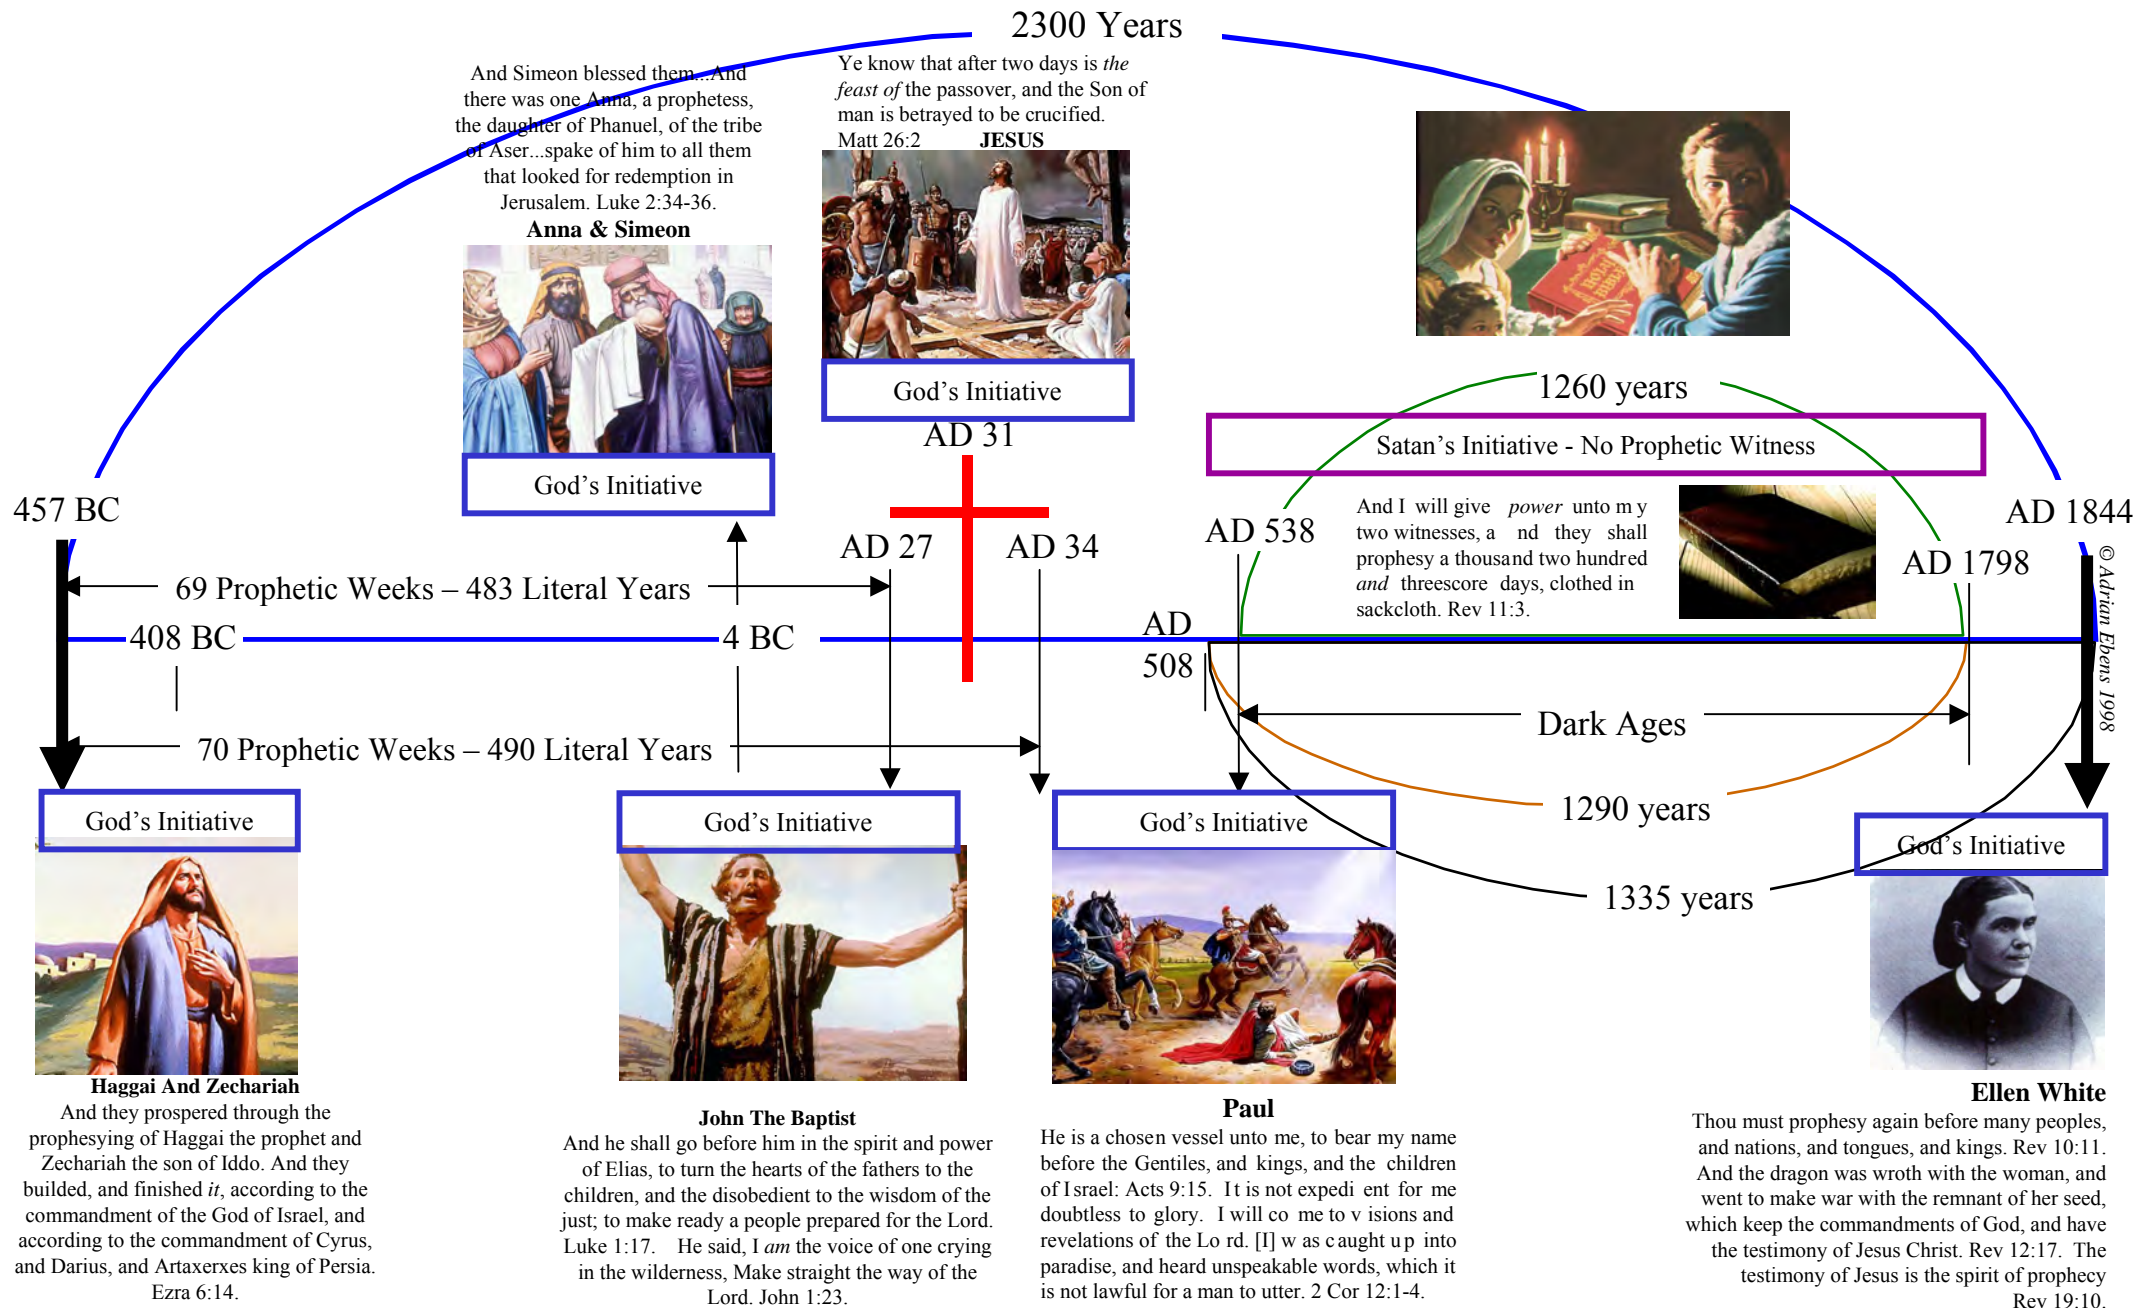 2300 Years
And Simeon blessed them...And
there was one Anna, a prophetess,
the daughter of Phanuel, of the tribe
of Aser...spake of him to all them
that looked for redemption in
Jerusalem. Luke 2:34-36.
Anna & Simeon
God's Initiative
Ye know that after two days is the
feast of the passover, and the Son of
man is betrayed to be crucified.
Matt 26:2 JESUS
God's Initiative
AD 31
HOLY
BIBLE
1260 years
Satan's Initiative - No Prophetic Witness
And I will give power unto m y
two witnesses, a nd they shall
prophesy a thousand two hundred
and threescore days, clothed in
sackcloth. Rev 11:3.
457 BC
AD 27
AD 34
AD 538
AD 1798
AD 1844
© Adrian Ebens 1998
69 Prophetic Weeks – 483 Literal Years
408 BC
4 BC
AD
508
70 Prophetic Weeks – 490 Literal Years
Dark Ages
1290 years
1335 years
God's Initiative
Haggai And Zechariah
And they prospered through the
prophesying of Haggai the prophet and
Zechariah the son of Iddo. And they
builded, and finished it, according to the
commandment of the God of Israel, and
according to the commandment of Cyrus,
and Darius, and Artaxerxes king of Persia.
Ezra 6:14.
God's Initiative
John The Baptist
And he shall go before him in the spirit and power
of Elias, to turn the hearts of the fathers to the
children, and the disobedient to the wisdom of the
just; to make ready a people prepared for the Lord.
Luke 1:17. He said, I am the voice of one crying
in the wilderness, Make straight the way of the
Lord. John 1:23.
God's Initiative
Paul
He is a chosen vessel unto me, to bear my name
before the Gentiles, and kings, and the children
of I srael: Acts 9:15. I t is not expedi ent for me
doubtless to glory. I will co me to v isions and
revelations of the Lo rd. [I] w as c aught u p into
paradise, and heard unspeakable words, which it
is not lawful for a man to utter. 2 Cor 12:1-4.
God's Initiative
Ellen White
Thou must prophesy again before many peoples,
and nations, and tongues, and kings. Rev 10:11.
And the dragon was wroth with the woman, and
went to make war with the remnant of her seed,
which keep the commandments of God, and have
the testimony of Jesus Christ. Rev 12:17. The
testimony of Jesus is the spirit of prophecy
Rev 19:10.